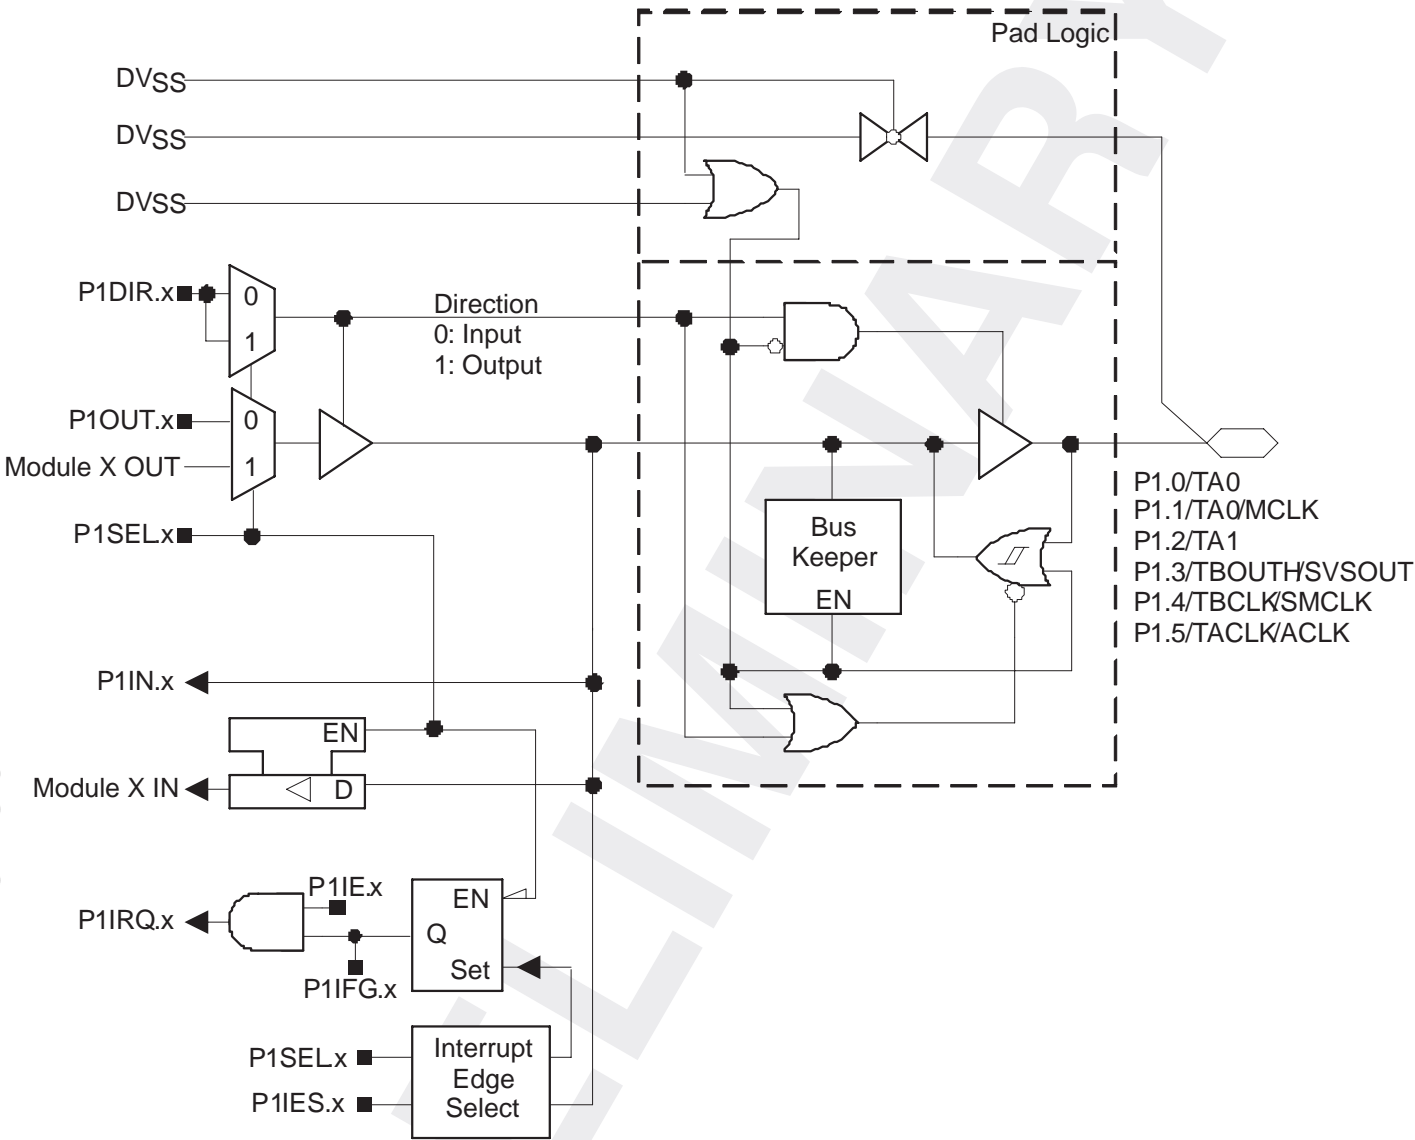 Pad Logic
DVSS
DVSS
DVSS
P1DIR.x
0
1
Direction
0: Input
1: Output
P1OUT.x
0
Module X OUT
1
P1SEL.x
Bus
Keeper
EN
P1.0/TA0
P1.1/TA0/MCLK
P1.2/TA1
P1.3/TBOUTH/SVSOUT
P1.4/TBCLK/SMCLK
P1.5/TACLK/ACLK
P1IN.x
EN
Module X IN
D
P1IE.x
P1IRQ.x
EN
Q
Set
P1IFG.x
P1SEL.x
P1IES.x
Interrupt
Edge
Select
ELIMINARY